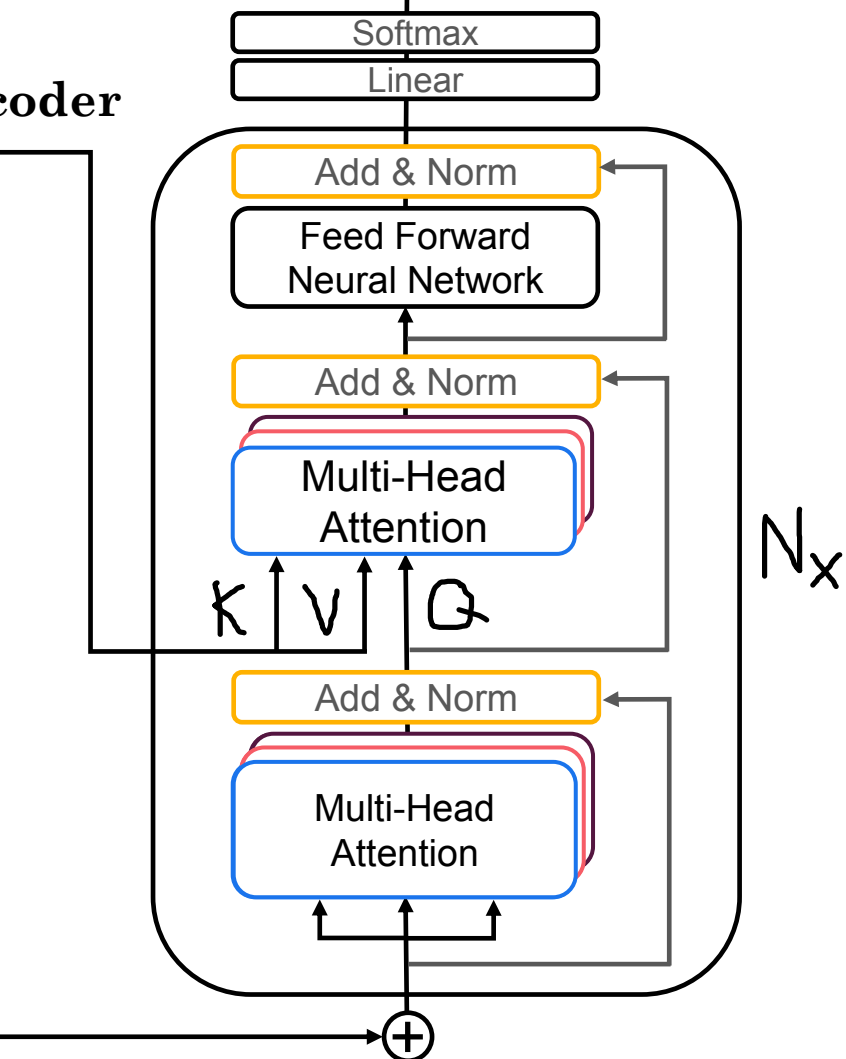 Softmax
Linear
coder
Add & Norm
Feed Forward
Neural Network
Add & Norm
Multi-Head
Attention
K V Q
Nx
Add & Norm
Multi-Head
Attention
+